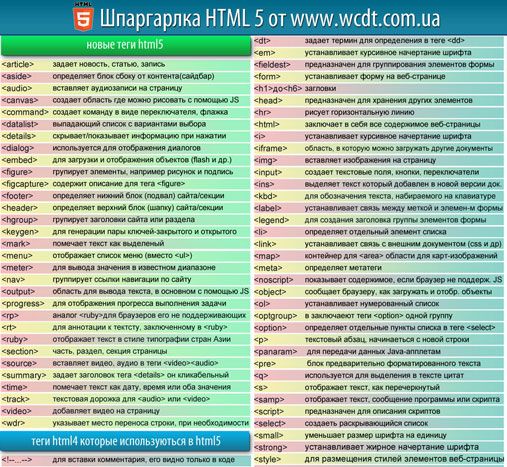 HTML
5
Шпаргарлка HTML 5 от www.wcdt.com.ua
новые теги html5
<article> задает новость, статью, запись
<aside> определяет блок сбоку от контента(сайдбар)
<audio> вставляет аудиозапись на страницу
<canvas> создает область где можно рисовать с помощью JS
<command> создает команду в виде переключателя, флажка
<datalist> выпадающий список с вариантами выбора
<details> скрывает/показывает информации при нажатии
<dialog> используется для отображения диалогов
<embed> для загрузки и отображения объектов (flash и др.)
<figure> групирует элементы, например рисунок и подпись
<figcapture> содержит описание для тега <figure>
<footer> определяет нижний блок (подвал) сайта/секции
<header> определяет верхний блок (шапку) сайта/секции
<hgroup> групирует заголовки сайта или раздела
<keygen> для генерации пары ключей-закрытого и открытого
<mark> помечает текст как выделеный
<menu> отображает список меню (вместо <ul>)
<meter> для вывода значения в известом диапазоне
<nav> группирует ссылки навигации по сайту
<output> область для вывода текста, в основном с помощью JS
<progress> для отображения прогресса выполнения задачи
<rp> аналог <ruby>для браузеров его не поддерживающих
<rt> для аннотации к тексту, заключенному в <ruby>
<ruby> отображает текст в стиле типографии стран Азии
<section> часть, раздел, секция страницы
<source> вставляет видео, аудио в теги <video><audio>
<summary> задает заголовок тега <details> он кликабельный
<time> помечает текст как дату, время или оба значения
<track> текстовая дорожка для <audio> или <video>
<video> добавляет видео на страницу
<wdr> указывает место переноса строки, при необходимости
теги html4 которые испльзуються в html5
<!--...--> для вставки комментария, его видно только в коде
<dt> задает термин для определения в теге <dd>
<em> устанавливает курсивное начертание шрифта
<fieldest> предназначен для группирования элементов формы
<form> устанавливает форму на веб-странице
<h1>до<h6> заголовки
<head> предназначен для хранения других элементов
<hr> рисует горизонтальную линию
<html> заключает в себе все содержимое веб-страницы
<i> устанавливает курсивное начертание шрифта
<iframe> область, в которую можно загружать другие документы
<img> вставляет изображения на страницу
<input> создает текстовые поля, кнопки, переключатели
<ins> выделяет текст который добавлен в новой версии док.
<kbd> для обозначения текста, набираемого на клавиатуре
<label> устанавливает связь между меткой и элемен-м формы
<legend> для создания заголовка группы элементов формы
<li> определяет отдельный элемент списка
<link> устанавливает связь с внешним документом (css и др)
<map> контейнер для <area> области для карт-изображений
<meta> определяет метатеги
<noscript> показывает содержимое, если браузер не поддерж. JS
<object> сообщает браузеру, как загружать и отобр. объекты
<ol> устанавливает нумерованный список
<optgroup> в заключают теги <option> одной группу
<option> определяет отдельные пункты списка в теге <select>
<p> текстовый абзац, начинается с новой строки
<panaram> для передачи данных Java-апплетам
<pre> блок предварительно форматированного текста
<q> используется для выделения в тексте цитат
<s> отображает текст, как перечеркнутый
<samp> отображает текст, сообщение программы или скрипта
<script> предназначен для описания скриптов
<select> создаеть раскрывающийся список
<small> уменьшает размер шрифта на единицу
<strong> устанавливает жирное начертание шрифта
<style> для размещения стилей элементов веб-страницы